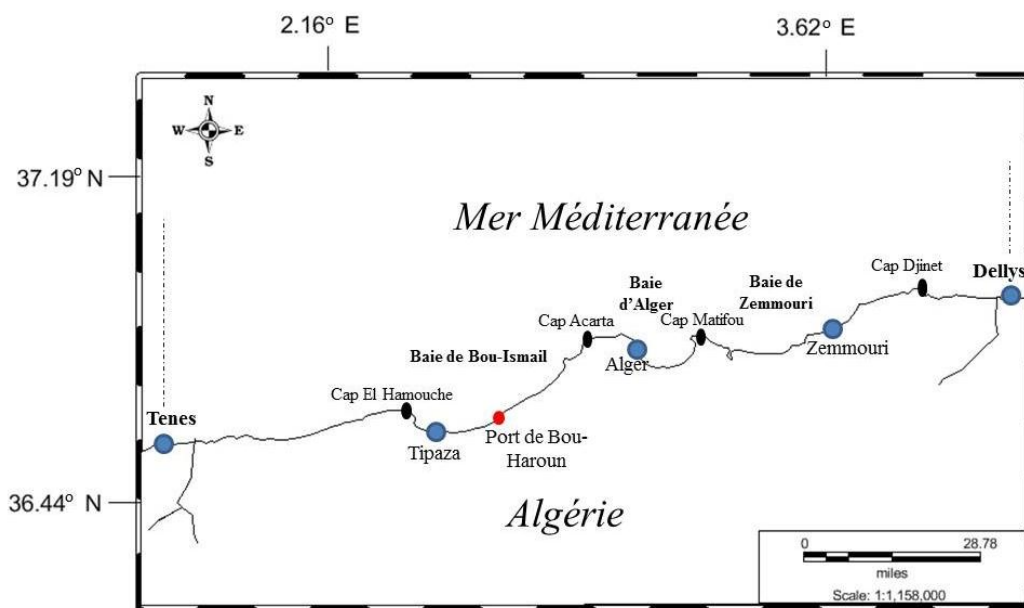 2.16° E
3.62° E
N
W E
S
37.19° N
Mer Méditerranée
Cap Djinet
Dellys
Baie
d'Alger
Baie de
Zemmouri
Cap Acarta
Cap Matifou
Zemmouri
Alger
Baie de Bou-Ismail
Cap El Hamouche
Tenes
Tipaza
Port de Bou-
Haroun
36.44° N
Algérie
0 28.78
miles
Scale: 1:1,158,000